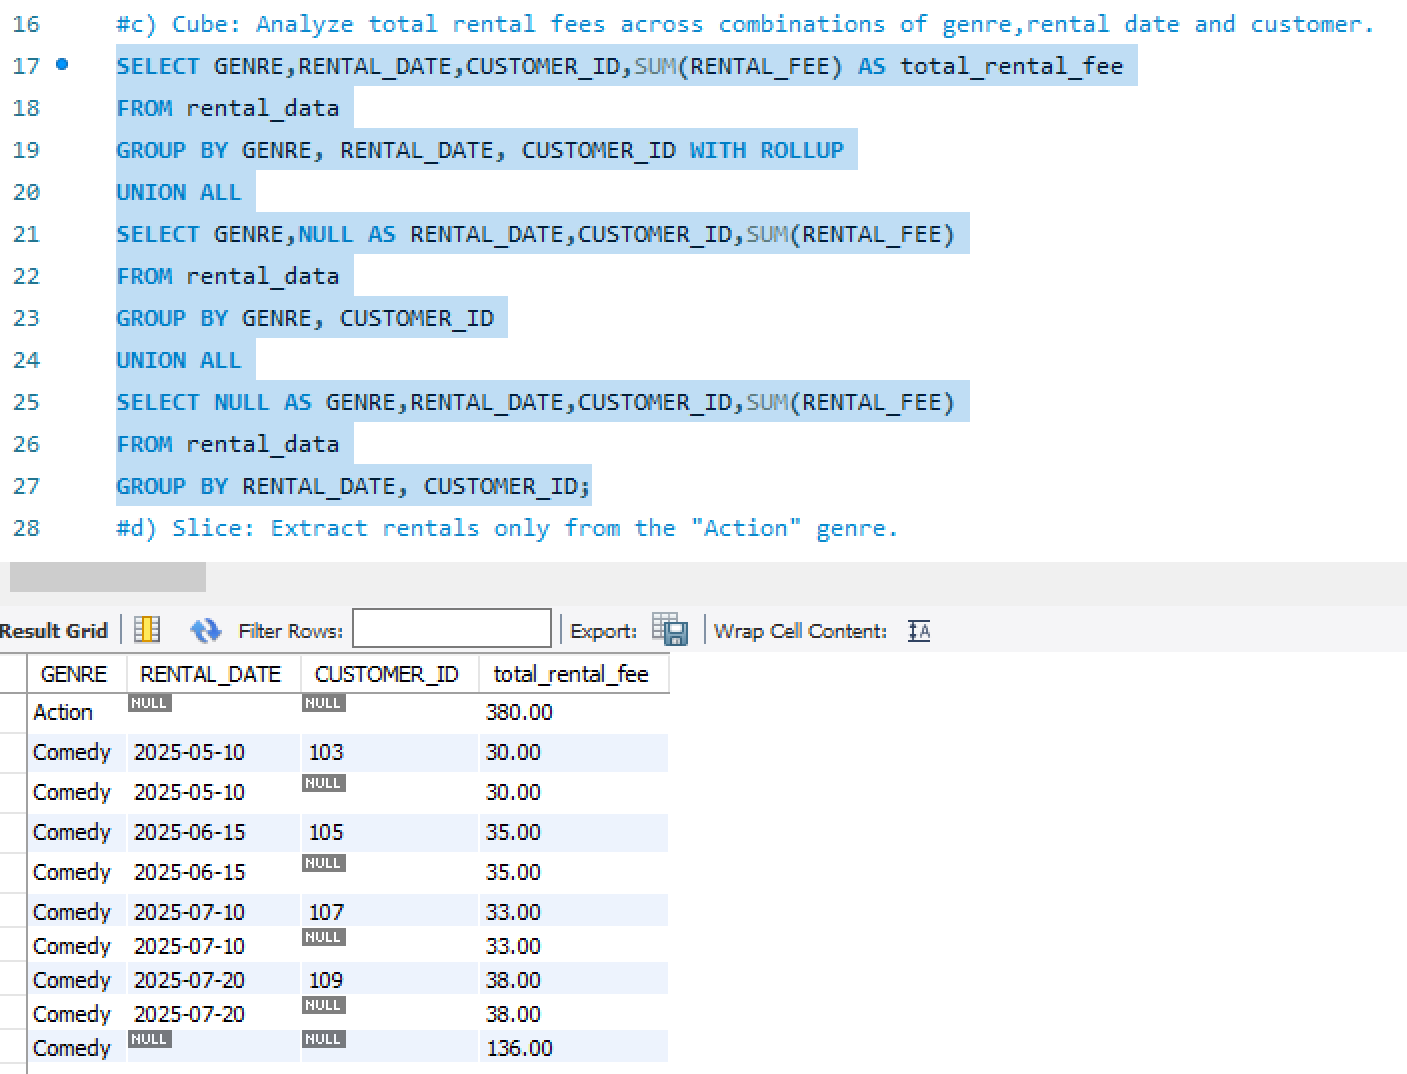 16 #c) Cube: Analyze total rental fees across combinations of genre,rental date and customer.
17 SELECT GENRE,RENTAL_DATE,CUSTOMER_ID,SUM(RENTAL_FEE) AS total_rental_fee
18 FROM rental_data
19 GROUP BY GENRE, RENTAL_DATE, CUSTOMER_ID WITH ROLLUP
20 UNION ALL
21 SELECT GENRE,NULL AS RENTAL_DATE,CUSTOMER_ID,SUM(RENTAL_FEE)
22 FROM rental_data
23 GROUP BY GENRE, CUSTOMER_ID
24 UNION ALL
25 SELECT NULL AS GENRE,RENTAL_DATE,CUSTOMER_ID,SUM(RENTAL_FEE)
26 FROM rental_data
27 GROUP BY RENTAL_DATE, CUSTOMER_ID;
28 #d) Slice: Extract rentals only from the "Action" genre.
Result Grid Filter Rows: Export: Wrap Cell Content: IA
GENRE RENTAL_DATE CUSTOMER_ID total_rental_fee
Action NULL NULL 380.00
Comedy 2025-05-10 103 30.00
Comedy 2025-05-10 NULL 30.00
Comedy 2025-06-15 105 35.00
Comedy 2025-06-15 NULL 35.00
Comedy 2025-07-10 107 33.00
Comedy 2025-07-10 NULL 33.00
Comedy 2025-07-20 109 38.00
Comedy 2025-07-20 NULL 38.00
Comedy NULL NULL 136.00